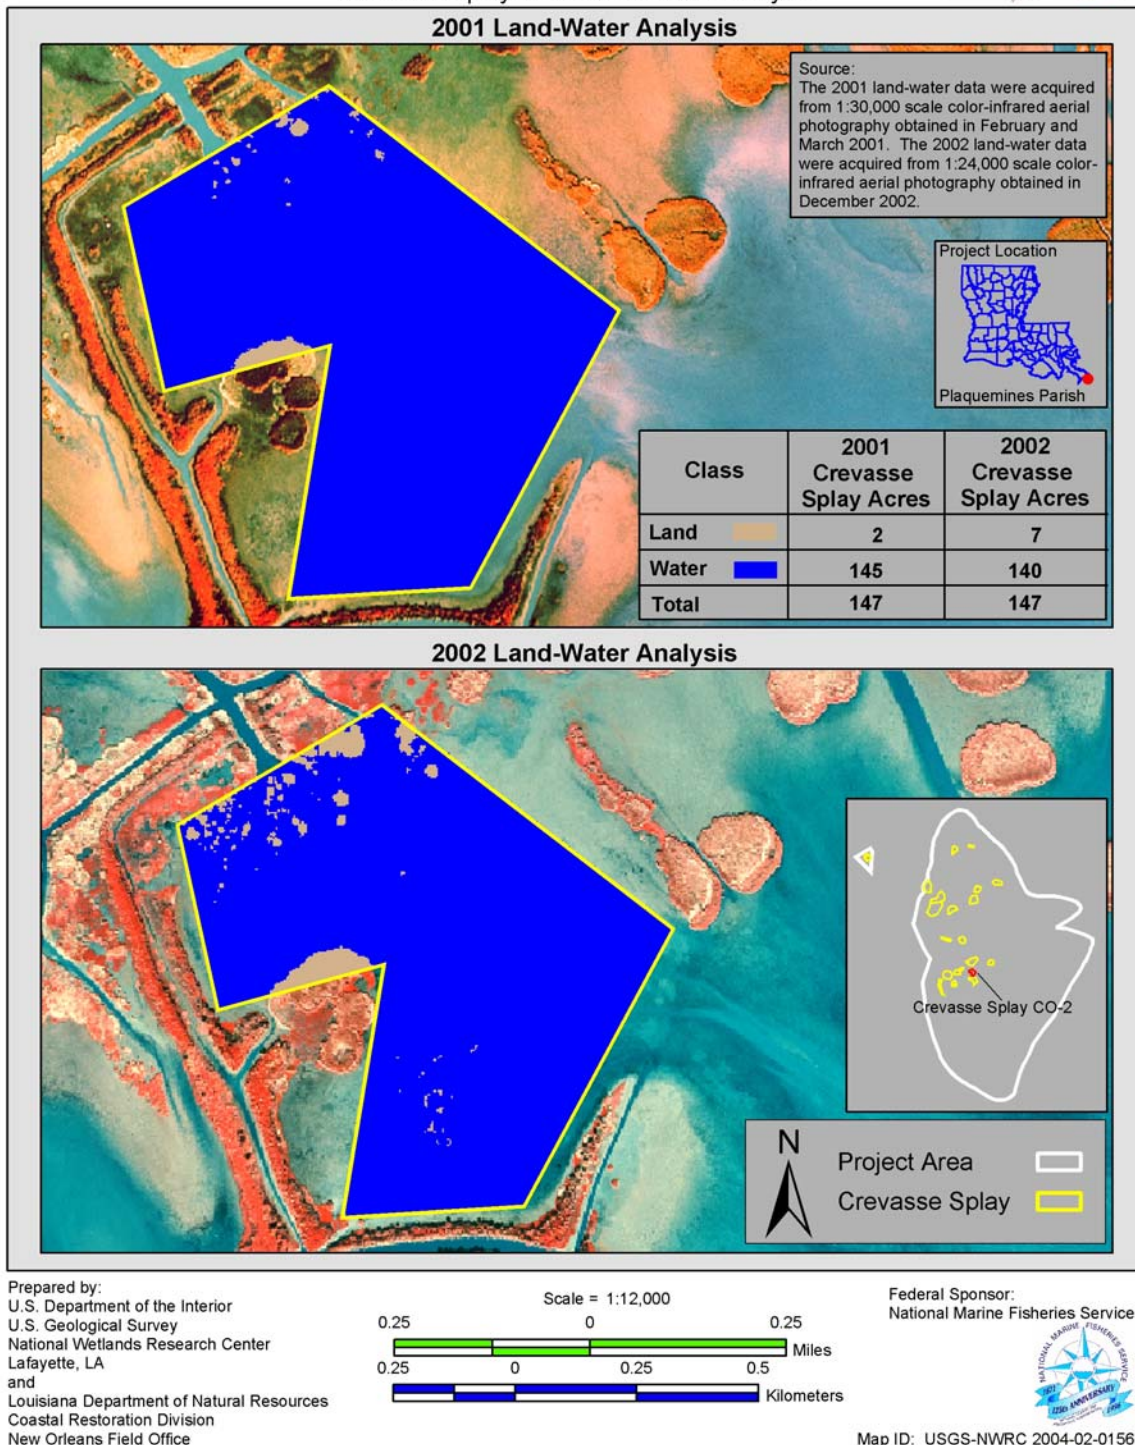 2001 Land-Water Analysis
Source:
The 2001 land-water data were acquired
from 1:30,000 scale color-infrared aerial
photography obtained in February and
March 2001. The 2002 land-water data
were acquired from 1:24,000 scale color-
infrared aerial photography obtained in
December 2002.
Project Location
Plaquemines Parish
Class
2001
Crevasse
Splay Acres
2002
Crevasse
Splay Acres
Land 2 7
Water 145 140
Total 147 147
2002 Land-Water Analysis
Crevasse Splay CO-2
N
Project Area
Crevasse Splay
Prepared by:
U.S. Department of the Interior
U.S. Geological Survey
National Wetlands Research Center
Lafayette, LA
and
Louisiana Department of Natural Resources
Coastal Restoration Division
New Orleans Field Office
Scale = 1:12,000
0.25 0 0.25
Miles
0.25 0 0.25 0.5
Kilometers
Federal Sponsor:
National Marine Fisheries Service
NATIONAL MARINE FISHERIES SERVICE
125th ANNIVERSARY
Map ID: USGS-NWRC 2004-02-0156